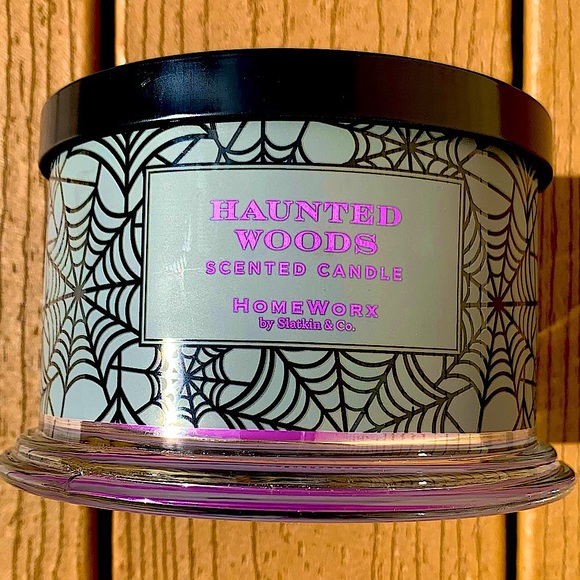 HAUNTED
WOODS
SCENTED CANDLE
HOMEWORX
by Slatkin & Co.